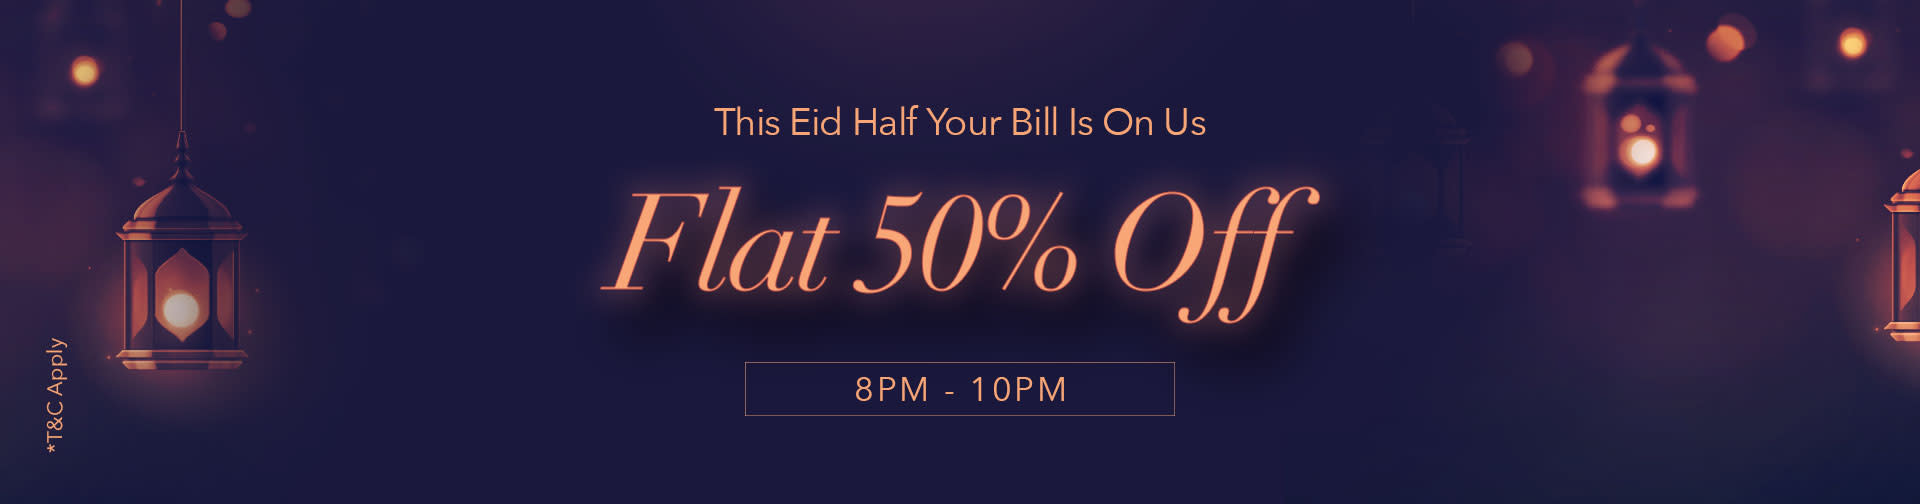 This Eid Half Your Bill Is On Us
Flat 50% Off
8PM - 10PM
*T&C Apply